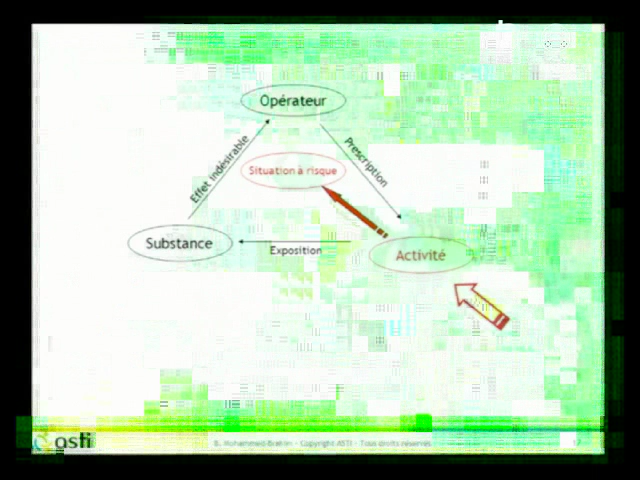 Opérateur
Effet indésirable
Prescription
Situation à risque
Substance
Exposition
Activité
asti
B. Mohammed-Brahim - Copyright ASTI - Tous droits réservés